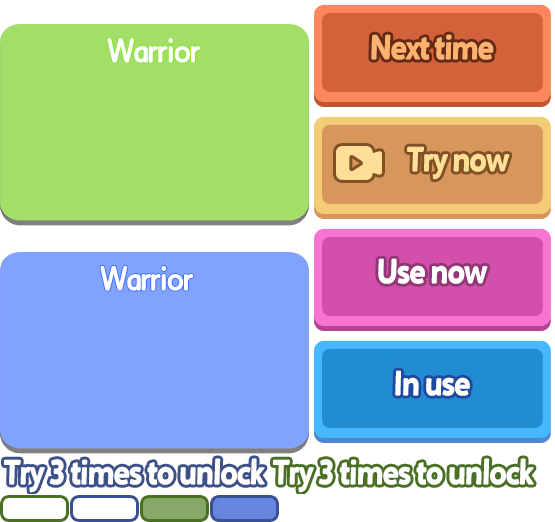 Warrior
Next time
Try now
Warrior
Use now
In use
Try 3 times to unlock
Try 3 times to unlock